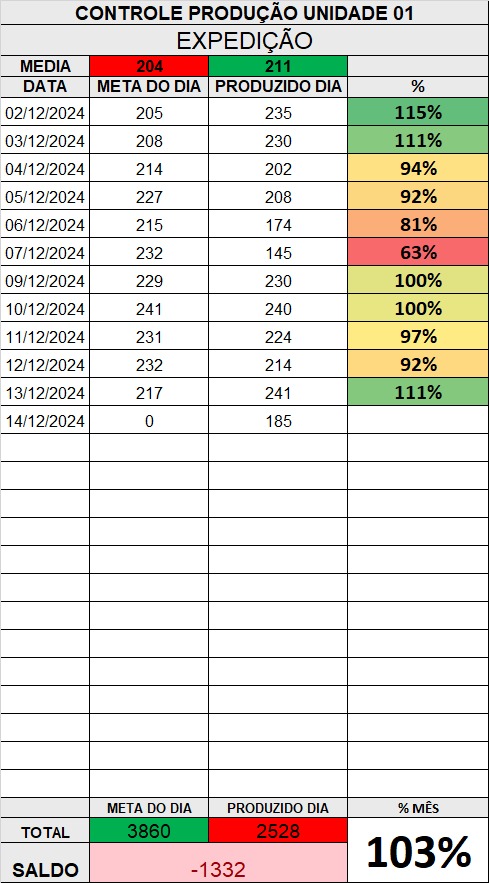 CONTROLE PRODUÇÃO UNIDADE 01
EXPEDIÇÃO
MEDIA 204 211
DATA META DO DIA PRODUZIDO DIA %
02/12/2024 205 235 115%
03/12/2024 208 230 111%
04/12/2024 214 202 94%
05/12/2024 227 208 92%
06/12/2024 215 174 81%
07/12/2024 232 145 63%
09/12/2024 229 230 100%
10/12/2024 241 240 100%
11/12/2024 231 224 97%
12/12/2024 232 214 92%
13/12/2024 217 241 111%
14/12/2024 0 185
META DO DIA PRODUZIDO DIA % MÊS
TOTAL 3860 2528 103%
SALDO -1332